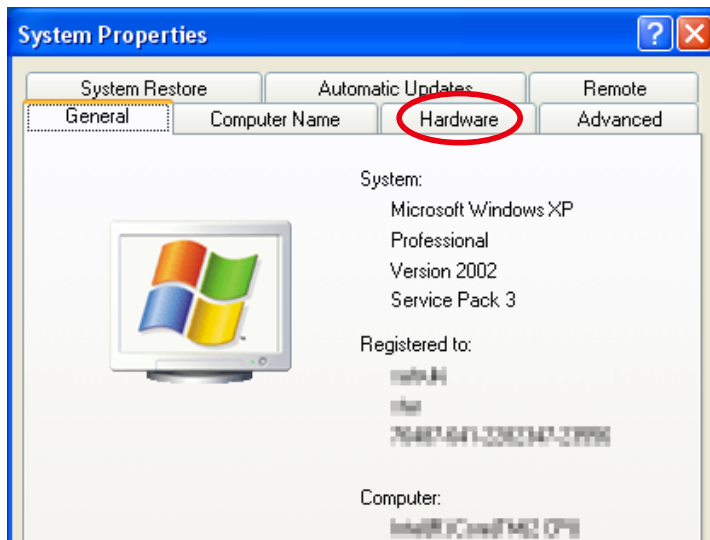 System Properties
System Restore
Automatic Updates
Remote
General
Computer Name
Hardware
Advanced
System:
Microsoft Windows XP
Professional
Version 2002
Service Pack 3
Registered to:
Computer: